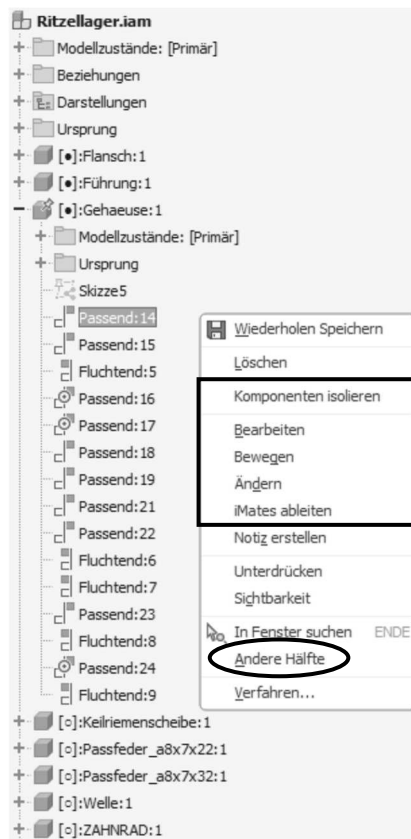 Ritzellager.iam
Modellzustände: [Primär]
Beziehungen
Darstellungen
Ursprung
[●]:Flansch:1
[●]:Führung:1
[●]:Gehaeuse:1
Modellzustände: [Primär]
Ursprung
Skizze5
Passend:14
Passend:15
Fluchtend:5
Passend:16
Passend:17
Passend:18
Passend:19
Passend:21
Passend:22
Fluchtend:6
Fluchtend:7
Passend:23
Fluchtend:8
Passend:24
Fluchtend:9
[○]:Keilriemenscheibe:1
[○]:Passfeder_a8x7x22:1
[○]:Passfeder_a8x7x32:1
[○]:Welle:1
[○]:ZAHNRAD:1
Wiederholen Speichern
Löschen
Komponenten isolieren
Bearbeiten
Bewegen
Ändern
iMates ableiten
Notiz erstellen
Unterdrücken
Sichtbarkeit
In Fenster suchen ENDE
Andere Hälfte
Verfahren...